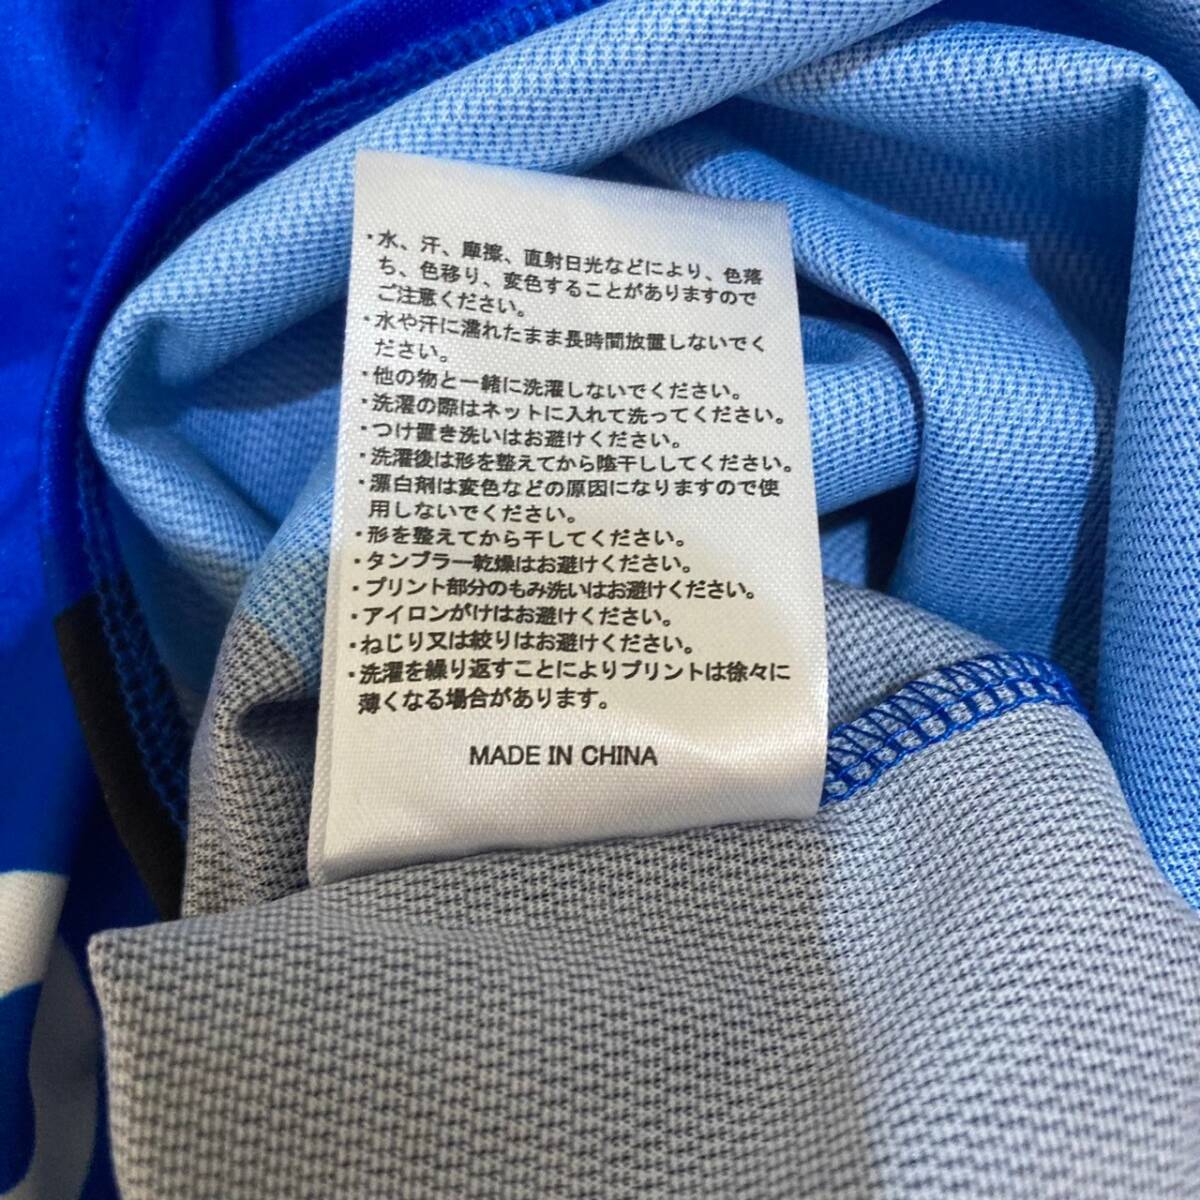 ・水、汗、摩擦、直射日光などにより、色落
ち、色移り、変色することがありますので
ご注意ください。
・水や汗に濡れたまま長時間放置しないでく
ださい。
・他の物と一緒に洗濯しないでください。
・洗濯の際はネットに入れて洗ってください。
・つけ置き洗いはお避けください。
・洗濯後は形を整えてから陰干ししてください。
・漂白剤は変色などの原因になりますので使
用しないでください。
・形を整えてから干してください。
・タンブラー乾燥はお避けください。
・プリント部分のもみ洗いはお避けください。
・アイロンがけはお避けください。
・ねじり又は絞りはお避けください。
・洗濯を繰り返すことによりプリントは徐々に
薄くなる場合があります。
MADE IN CHINA